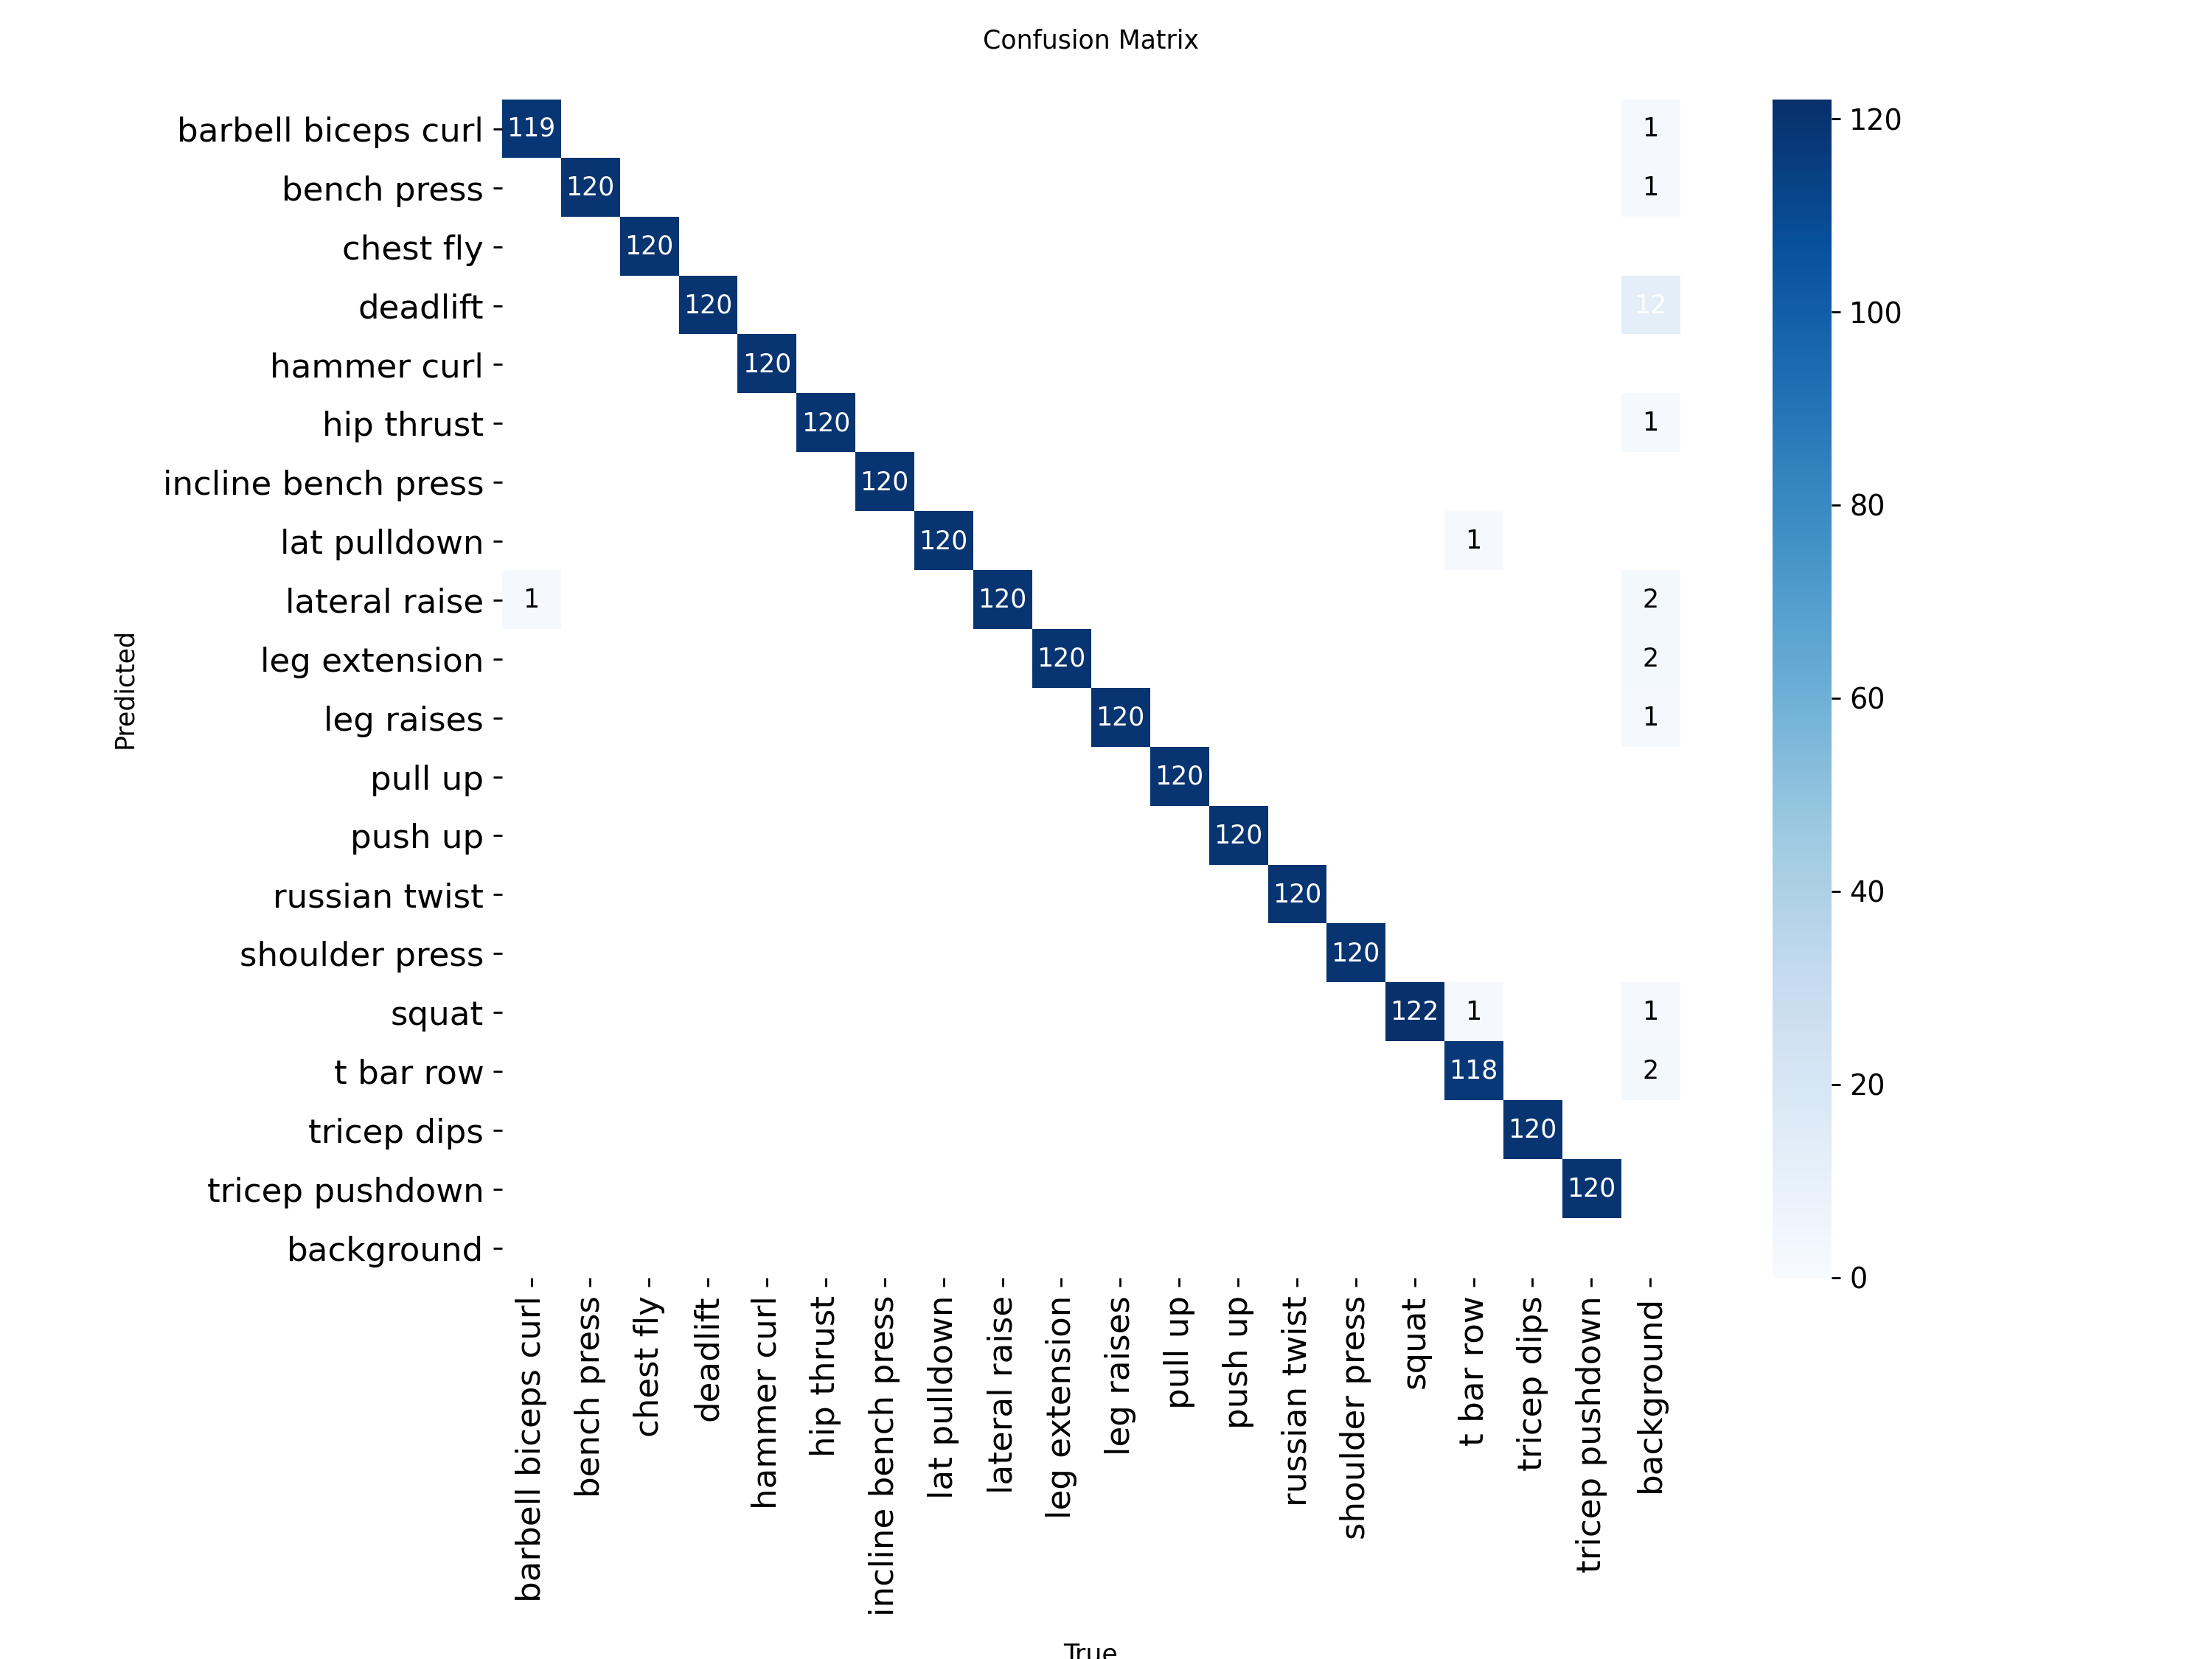 Confusion Matrix
barbell biceps curl 119 1 120
bench press 120 1
chest fly 120
deadlift 120 12 100
hammer curl 120
hip thrust 120 1
incline bench press 120 80
lat pulldown 120 1
lateral raise 1 120 2
leg extension 120 2 60
leg raises 120 1
pull up 120
push up 120
russian twist 120 40
shoulder press 120
squat 122 1 1
t bar row 118 2 20
tricep dips 120
tricep pushdown 120
background 0
Predicted
barbell biceps curl
bench press
chest fly
deadlift
hammer curl
hip thrust
incline bench press
lat pulldown
lateral raise
leg extension
leg raises
pull up
push up
russian twist
shoulder press
squat
t bar row
tricep dips
tricep pushdown
background
True